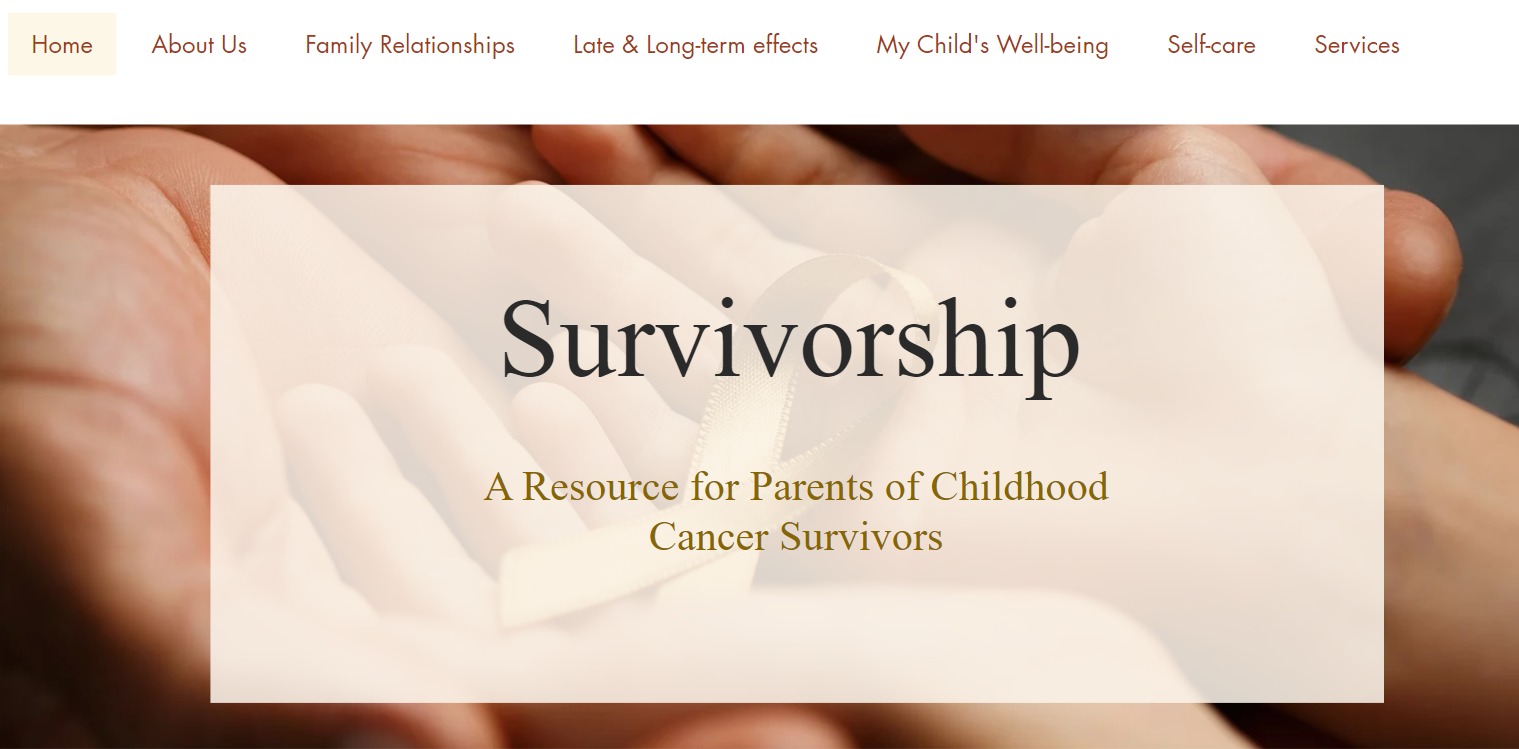 Home About Us Family Relationships Late & Long-term effects My Child's Well-being Self-care Services
Survivorship
A Resource for Parents of Childhood
Cancer Survivors